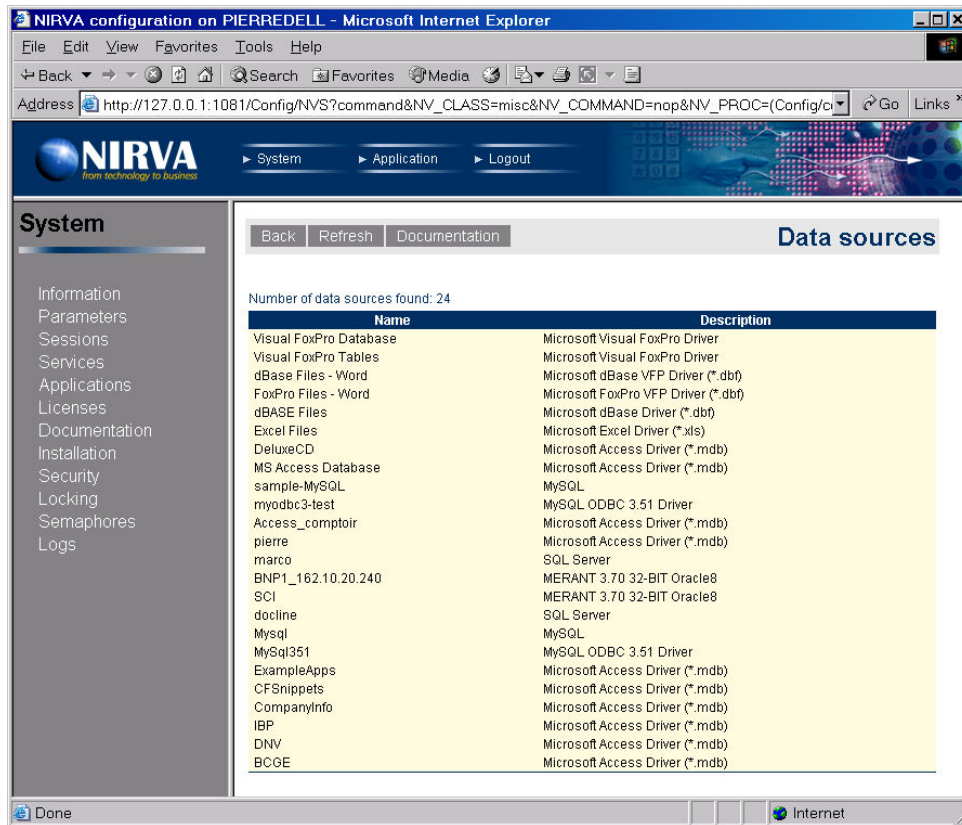 NIRVA configuration on PIERREDELL - Microsoft Internet Explorer
File Edit View Favorites Tools Help
Back Search Favorites Media
Address http://127.0.0.1:1081/Config/NVS?command&NV_CLASS=misc&NV_COMMAND=nop&NV_PROC=(Config/c Go Links »
NIRVA
from technology to business
System Application Logout
System
Information
Parameters
Sessions
Services
Applications
Licenses
Documentation
Installation
Security
Locking
Semaphores
Logs
Back Refresh Documentation Data sources
Number of data sources found: 24
Name Description
Visual FoxPro Database Microsoft Visual FoxPro Driver
Visual FoxPro Tables Microsoft Visual FoxPro Driver
dBase Files - Word Microsoft dBase VFP Driver (*.dbf)
FoxPro Files - Word Microsoft FoxPro VFP Driver (*.dbf)
dBASE Files Microsoft dBase Driver (*.dbf)
Excel Files Microsoft Excel Driver (*.xls)
DeluxeCD Microsoft Access Driver (*.mdb)
MS Access Database Microsoft Access Driver (*.mdb)
sample-MySQL MySQL
myodbc3-test MySQL ODBC 3.51 Driver
Access_comptoir Microsoft Access Driver (*.mdb)
pierre Microsoft Access Driver (*.mdb)
marco SQL Server
BNP1_162.10.20.240 MERANT 3.70 32-BIT Oracle8
SCI MERANT 3.70 32-BIT Oracle8
docline SQL Server
Mysql MySQL
MySql351 MySQL ODBC 3.51 Driver
ExampleApps Microsoft Access Driver (*.mdb)
CFSnippets Microsoft Access Driver (*.mdb)
CompanyInfo Microsoft Access Driver (*.mdb)
IBP Microsoft Access Driver (*.mdb)
DNV Microsoft Access Driver (*.mdb)
BCGE Microsoft Access Driver (*.mdb)
Done Internet